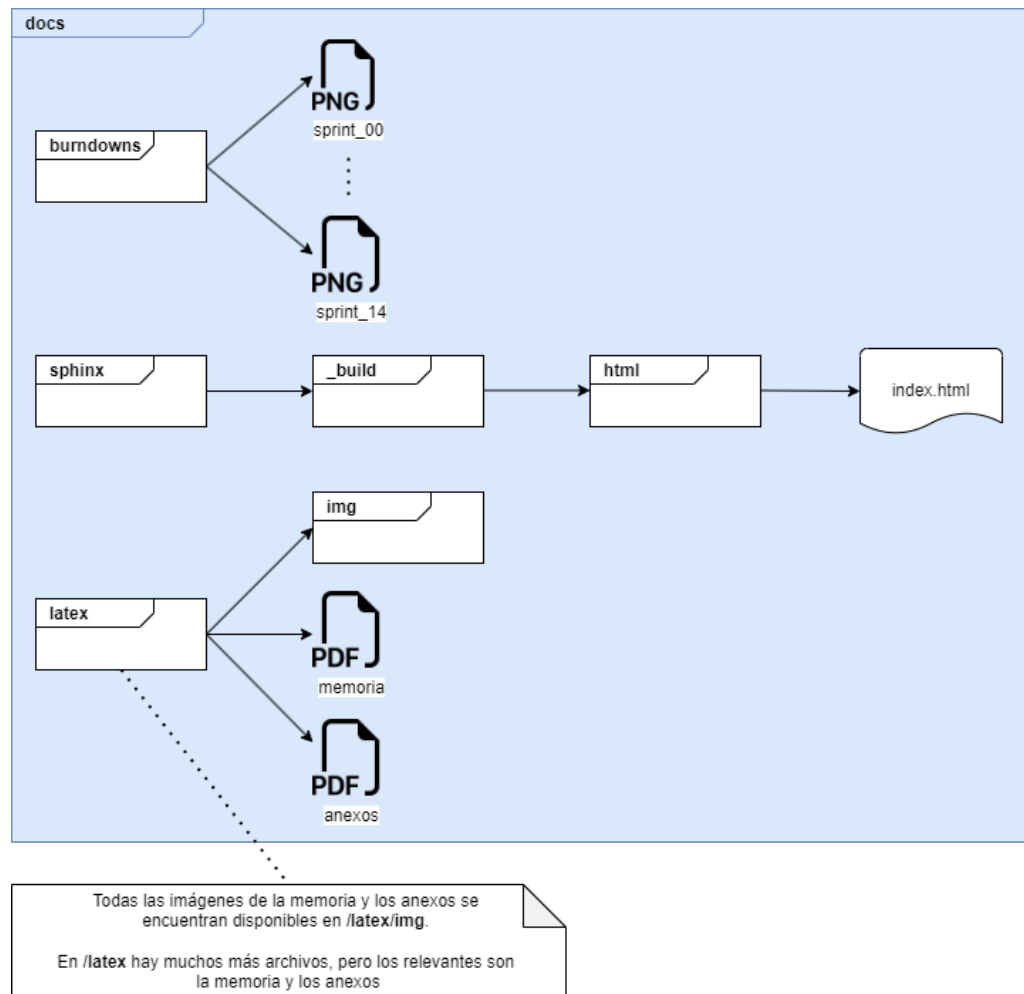 docs
PNG
sprint_00
burndowns
PNG
sprint_14
sphinx
_build
html
index.html
img
latex
PDF
memoria
PDF
anexos
Todas las imágenes de la memoria y los anexos se
encuentran disponibles en /latex/img.
En /latex hay muchos más archivos, pero los relevantes son
la memoria y los anexos